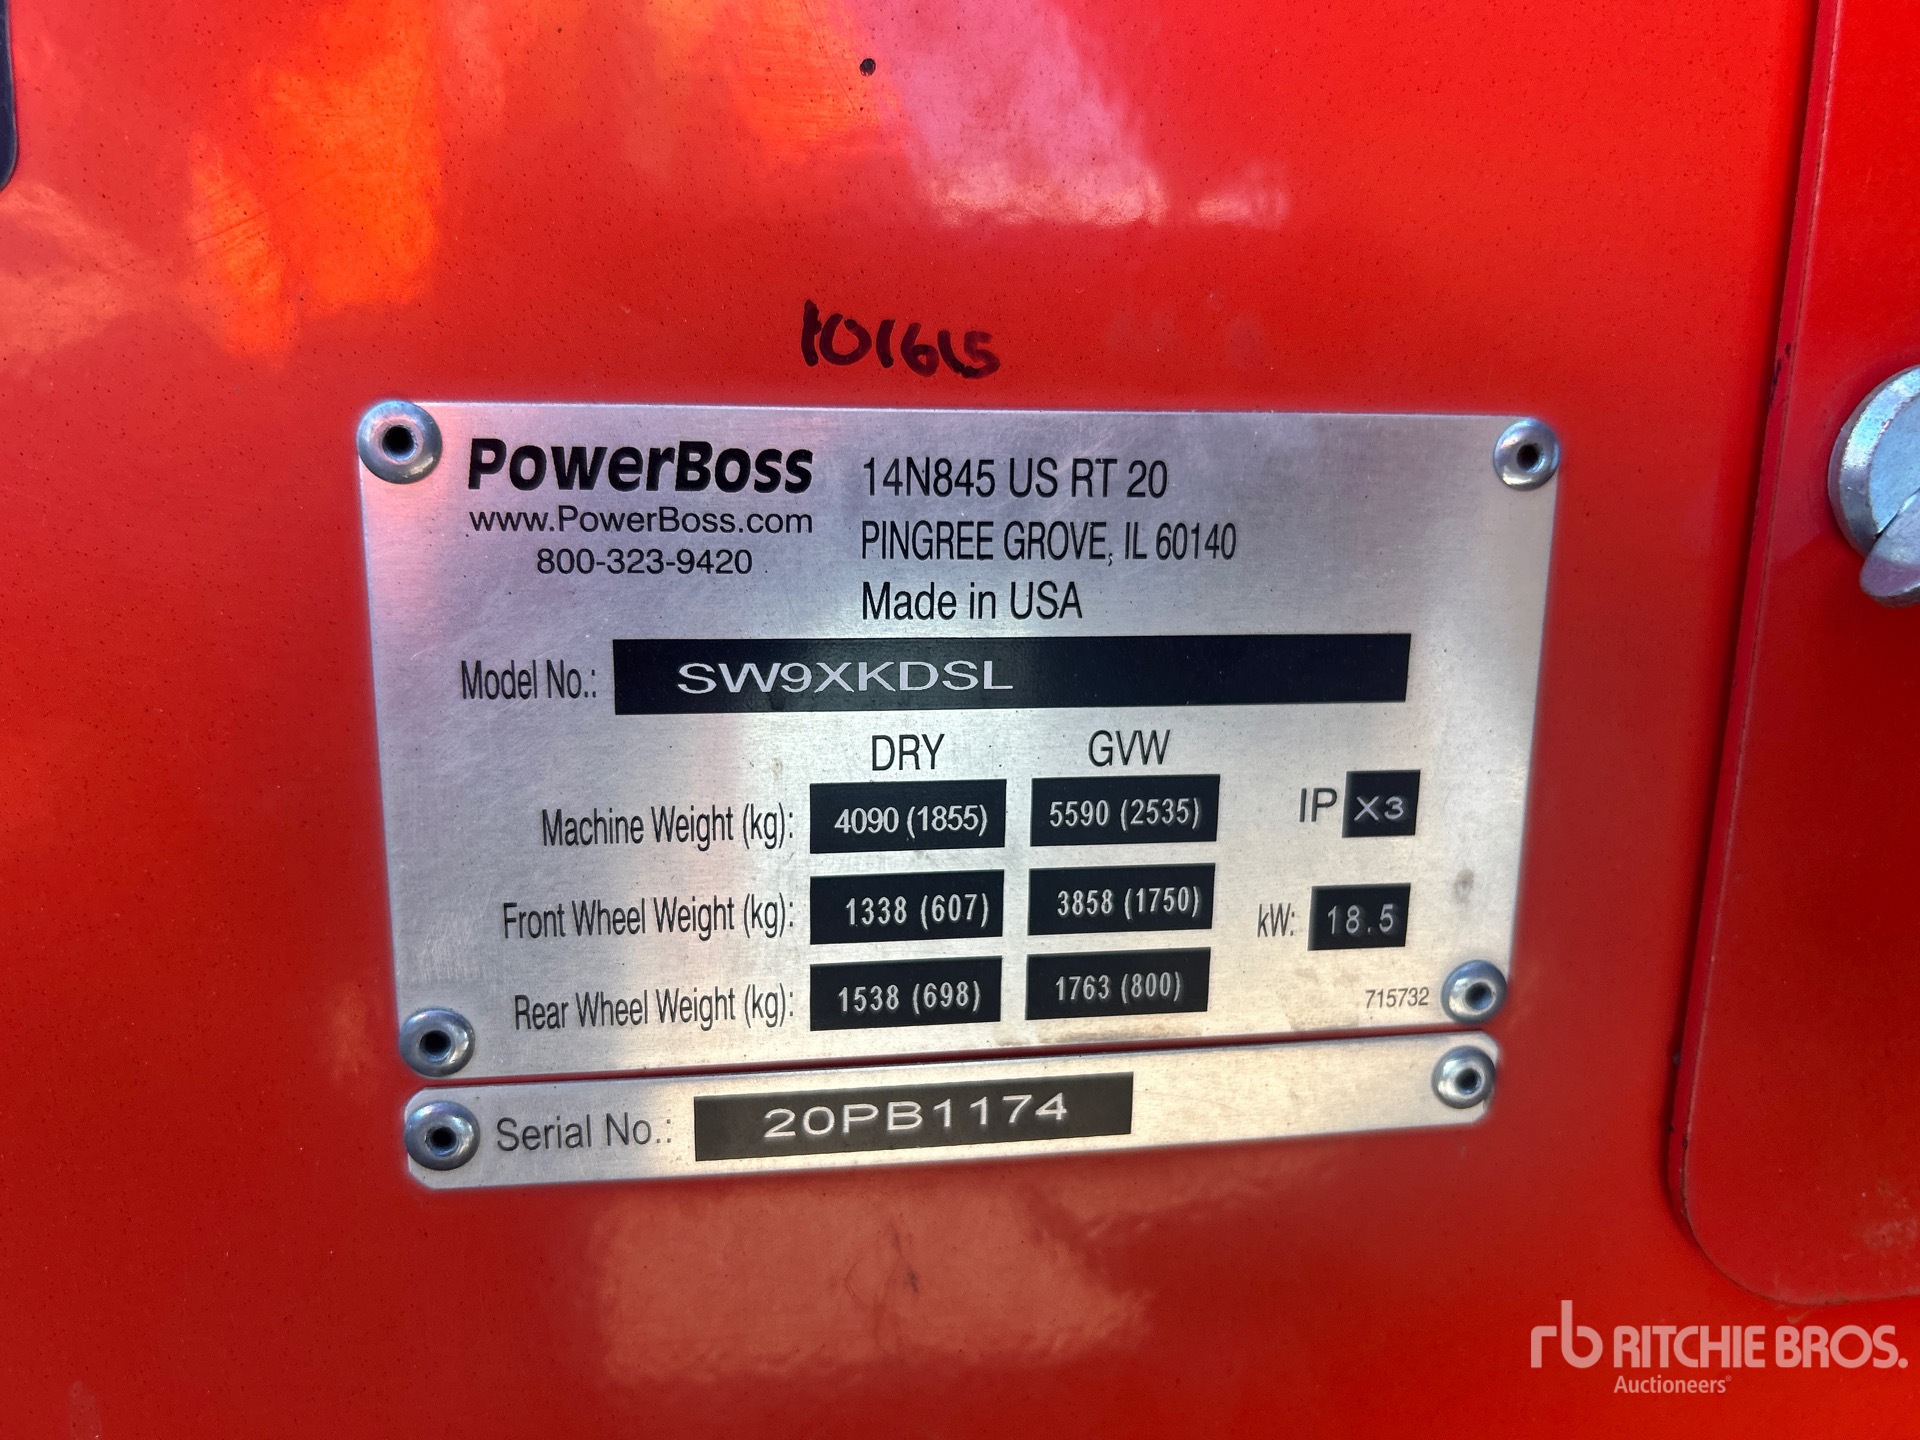 101615
PowerBoss
www.PowerBoss.com
800-323-9420
14N845 US RT 20
PINGREE GROVE, IL 60140
Made in USA
Model No.: SW9XKDSL
DRY GVW
Machine Weight (kg): 4090 (1855) 5590 (2535) IP X3
Front Wheel Weight (kg): 1338 (607) 3858 (1750) kW: 18.5
Rear Wheel Weight (kg): 1538 (698) 1763 (800)
715732
Serial No.: 20PB1174
rb RITCHIE BROS.
Auctioneers